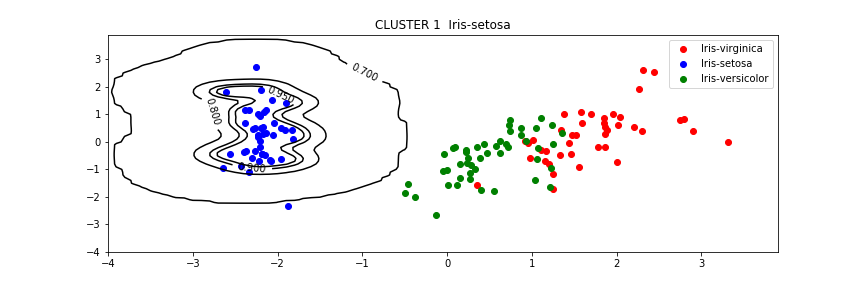 CLUSTER 1  Iris-setosa
Iris-virginica
Iris-setosa
Iris-versicolor
0.700
0.950
0.800
0.900
3
2
1
0
−1
−2
−3
−4
−4 −3 −2 −1 0 1 2 3